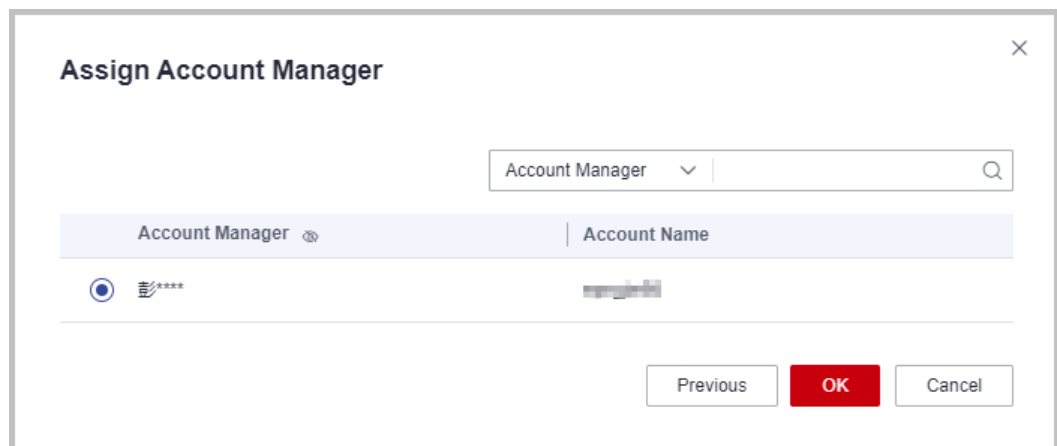 Assign Account Manager
Account Manager
Account Manager Account Name
彭****
Previous OK Cancel